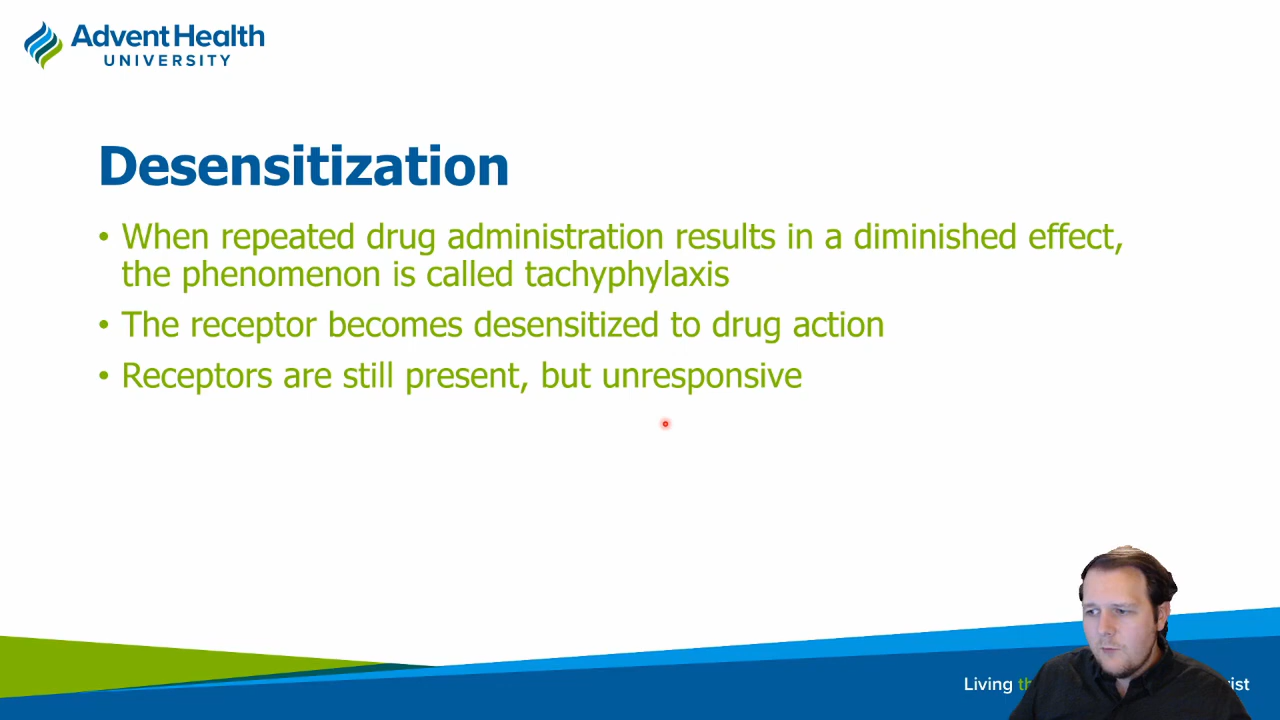 AdventHealth
UNIVERSITY
Desensitization
• When repeated drug administration results in a diminished effect,
the phenomenon is called tachyphylaxis
• The receptor becomes desensitized to drug action
• Receptors are still present, but unresponsive
Living